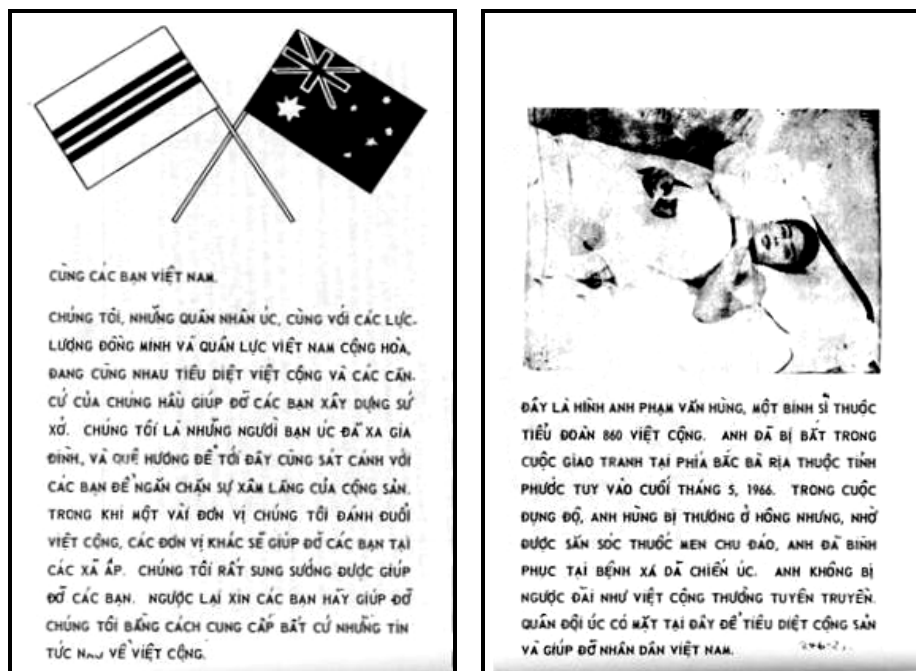 CÙNG CÁC BẠN VIỆT NAM.
CHÚNG TÔI, NHỮNG QUÂN NHÂN ÚC, CÙNG VỚI CÁC LỰC-
LƯỢNG ĐỒNG MINH VÀ QUÂN LỰC VIỆT NAM CỘNG HÒA,
ĐANG CÙNG NHAU TIÊU DIỆT VIỆT CỘNG VÀ CÁC CĂN-
CỨ CỦA CHÚNG HẦU GIÚP ĐỠ CÁC BẠN XÂY DỰNG SỨ
XỞ. CHÚNG TÔI LÀ NHỮNG NGƯỜI BẠN ÚC ĐÃ XA GIA
ĐÌNH, VÀ QUÊ HƯƠNG ĐỂ TỚI ĐÂY CÙNG SÁT CÁNH VỚI
CÁC BẠN ĐỂ NGĂN CHẶN SỰ XÂM LĂNG CỦA CỘNG SẢN.
TRONG KHI MỘT VÀI ĐƠN VỊ CHÚNG TÔI ĐÁNH ĐUỔI
VIỆT CỘNG, CÁC ĐƠN VỊ KHÁC SẼ GIÚP ĐỠ CÁC BẠN TẠI
CÁC XÃ ẤP. CHÚNG TÔI RẤT SUNG SƯỚNG ĐƯỢC GIÚP
ĐỠ CÁC BẠN. NGƯỢC LẠI XIN CÁC BẠN HÃY GIÚP ĐỠ
CHÚNG TÔI BẰNG CÁCH CUNG CẤP BẤT CỨ NHỮNG TIN
TỨC NÀO VỀ VIỆT CỘNG.
ĐÂY LÀ HÌNH ANH PHẠM VĂN HÙNG, MỘT BINH SĨ THUỘC
TIỂU ĐOÀN 860 VIỆT CỘNG. ANH ĐÃ BỊ BẮT TRONG
CUỘC GIAO TRANH TẠI PHÍA BẮC BÀ RỊA THUỘC TỈNH
PHƯỚC TUY VÀO CUỐI THÁNG 5, 1966. TRONG CUỘC
ĐỤNG ĐỘ, ANH HÙNG BỊ THƯƠNG Ở HÔNG NHƯNG, NHỜ
ĐƯỢC SĂN SÓC THUỐC MEN CHU ĐÁO, ANH ĐÃ BÌNH
PHỤC TẠI BỆNH XÁ DÃ CHIẾN ÚC. ANH KHÔNG BỊ
NGƯỢC ĐÃI NHƯ VIỆT CỘNG THƯỜNG TUYÊN TRUYỀN.
QUÂN ĐỘI ÚC CÓ MẶT TẠI ĐÂY ĐỂ TIÊU DIỆT CỘNG SẢN
VÀ GIÚP ĐỠ NHÂN DÂN VIỆT NAM.